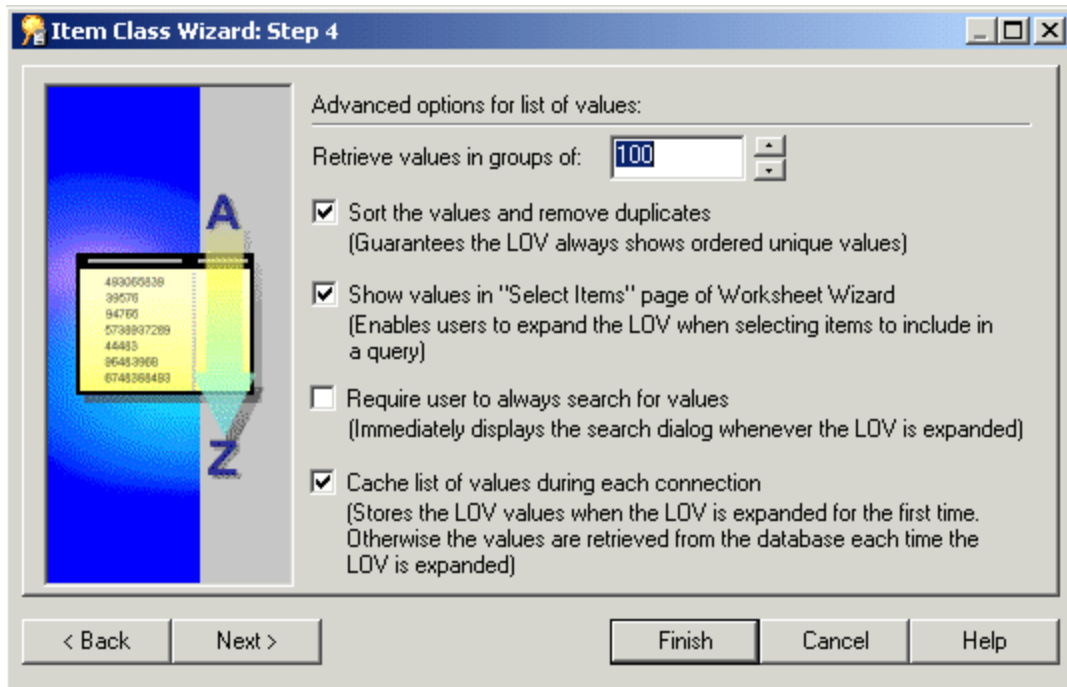 Item Class Wizard: Step 4
Advanced options for list of values:
Retrieve values in groups of: 100
Sort the values and remove duplicates
(Guarantees the LOV always shows ordered unique values)
Show values in "Select Items" page of Worksheet Wizard
(Enables users to expand the LOV when selecting items to include in
a query)
Require user to always search for values
(Immediately displays the search dialog whenever the LOV is expanded)
Cache list of values during each connection
(Stores the LOV values when the LOV is expanded for the first time.
Otherwise the values are retrieved from the database each time the
LOV is expanded)
A
493065839
39576
94766
5738937289
44483
Z
< Back Next > Finish Cancel Help